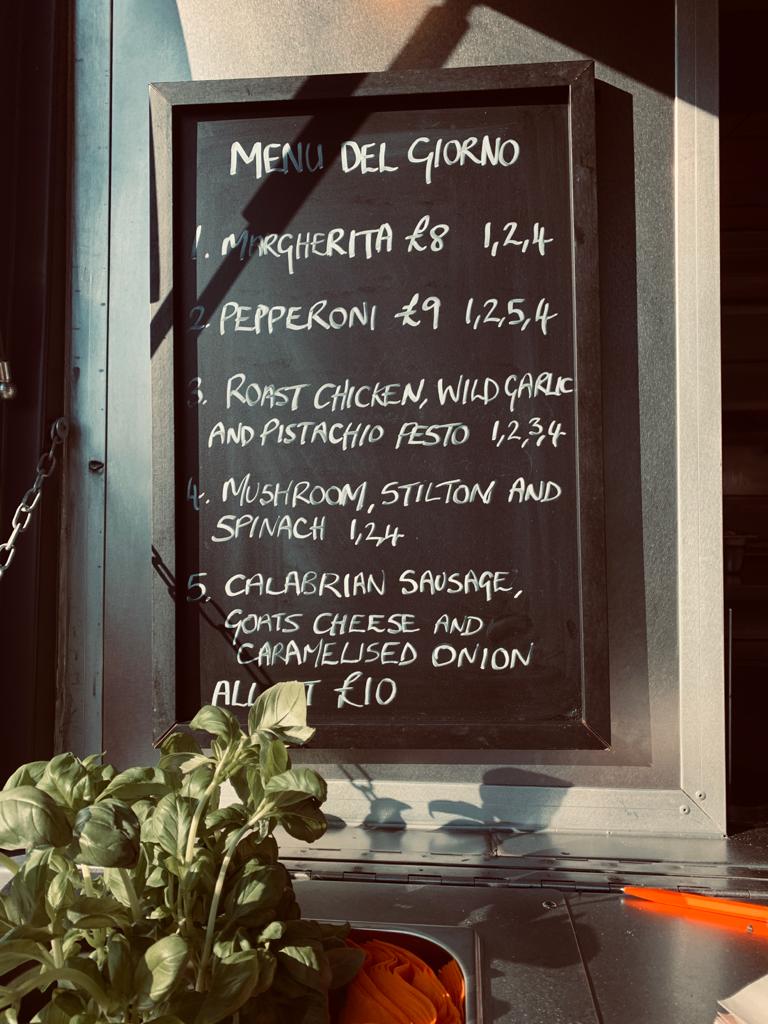 MENU DEL GIORNO
1. MARGHERITA £8 1,2,4
2. PEPPERONI £9 1,2,5,4
3. ROAST CHICKEN, WILD GARLIC
AND PISTACHIO PESTO 1,2,3,4
4. MUSHROOM, STILTON AND
SPINACH 1,2,4
5. CALABRIAN SAUSAGE,
GOATS CHEESE AND
CARAMELISED ONION
ALL AT £10